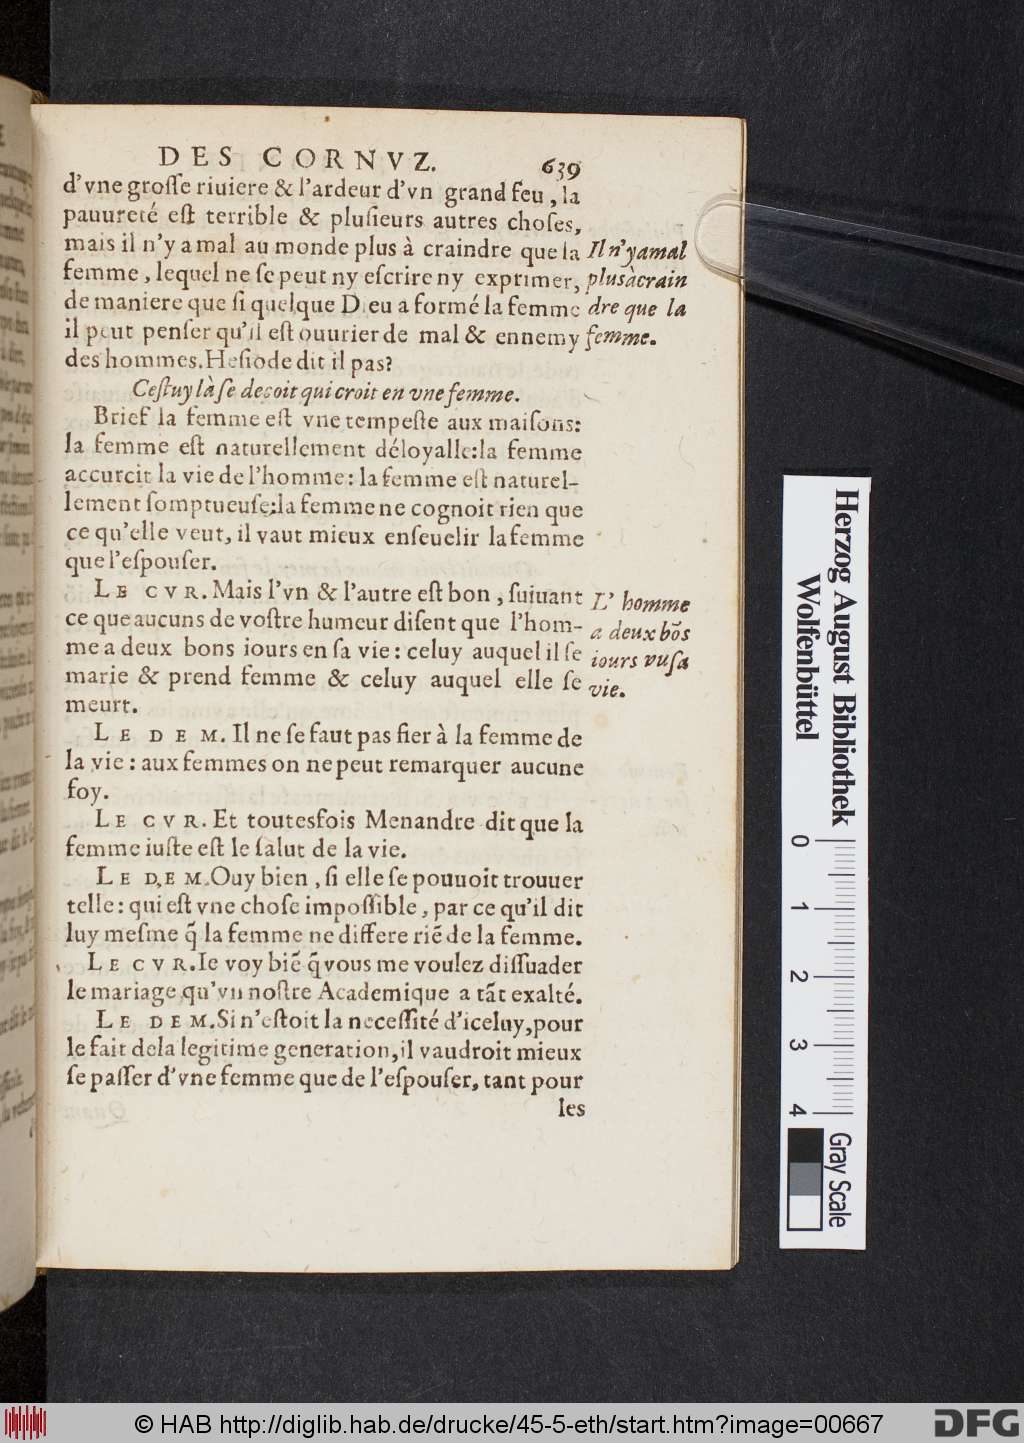 DES CORNVZ. 639
d'vne grosse riuiere & l'ardeur d'vn grand feu, la
pauureté est terrible & plusieurs autres choses,
mais il n'y a mal au monde plus à craindre que la
femme, lequel ne se peut ny escrire ny exprimer,
de maniere que si quelque Dieu a formé la femme
il peut penser qu'il est ouurier de mal & ennemy
des hommes. Hesiode dit il pas?
Il n'y a mal
plus à crain
dre que la
femme.
Cestuy là se deçoit qui croit en vne femme.
Brief la femme est vne tempeste aux maisons:
la femme est naturellement déloyalle: la femme
accurcit la vie de l'homme: la femme est naturel-
lement somptueuse: la femme ne cognoit rien que
ce qu'elle veut, il vaut mieux enseuelir la femme
que l'espouser.
LE CVR. Mais l'vn & l'autre est bon, suiuant
ce que aucuns de vostre humeur disent que l'hom-
me a deux bons iours en sa vie: celuy auquel il se
marie & prend femme & celuy auquel elle se
meurt.
L'homme
a deux bõs
iours vu sa
vie.
LE DEM. Il ne se faut pas fier à la femme de
la vie: aux femmes on ne peut remarquer aucune
foy.
LE CVR. Et toutesfois Menandre dit que la
femme iuste est le salut de la vie.
LE DEM. Ouy bien, si elle se pouuoit trouuer
telle: qui est vne chose impossible, par ce qu'il dit
luy mesme q̃ la femme ne differe riẽ de la femme.
LE CVR. Ie voy biẽ q̃ vous me voulez dissuader
le mariage qu'vn nostre Academique a tãt exalté.
LE DEM. Si n'estoit la necessité d'iceluy, pour
le fait de la legitime generation, il vaudroit mieux
se passer d'vne femme que de l'espouser, tant pour
les
Herzog August Bibliothek
Wolfenbüttel
0 1 2 3 4
Gray Scale
© HAB http://diglib.hab.de/drucke/45-5-eth/start.htm?image=00667
DFG